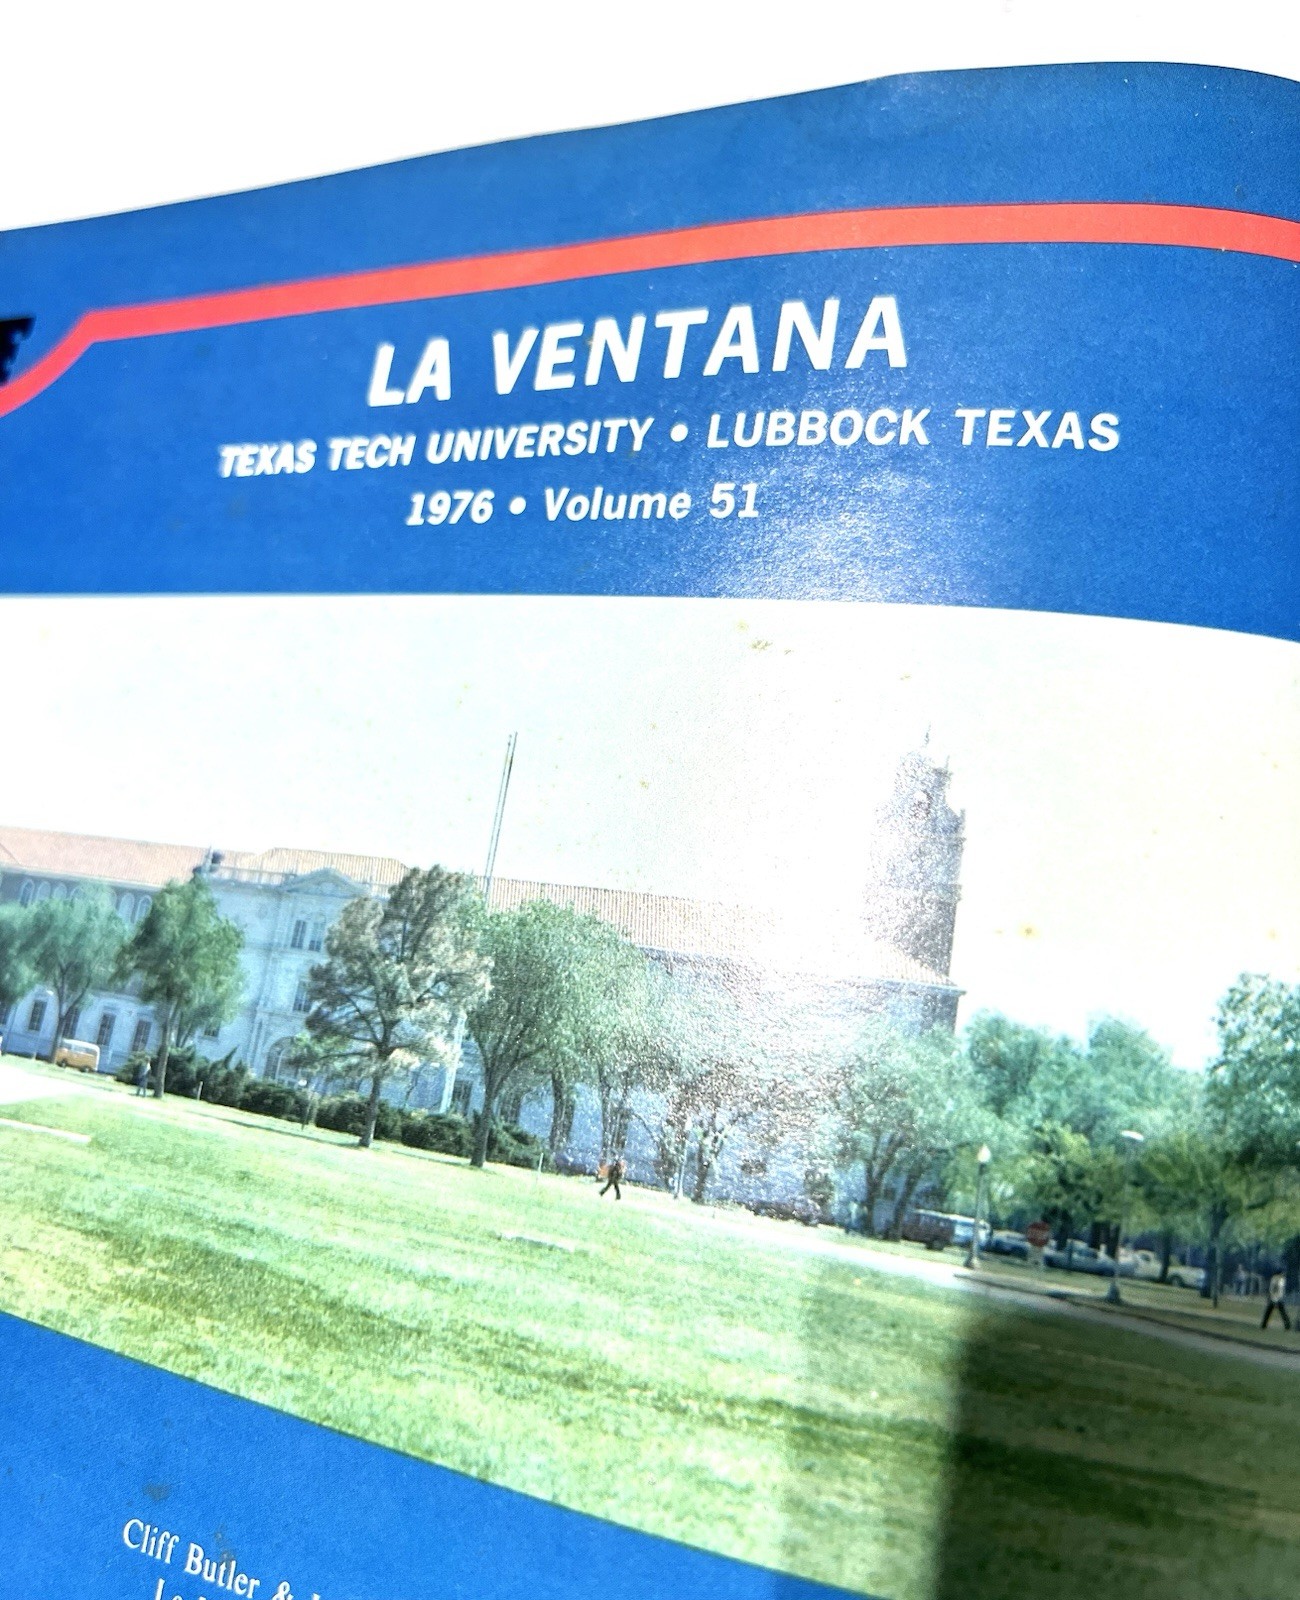 LA VENTANA
TEXAS TECH UNIVERSITY • LUBBOCK TEXAS
1976 • Volume 51
Cliff Butler &